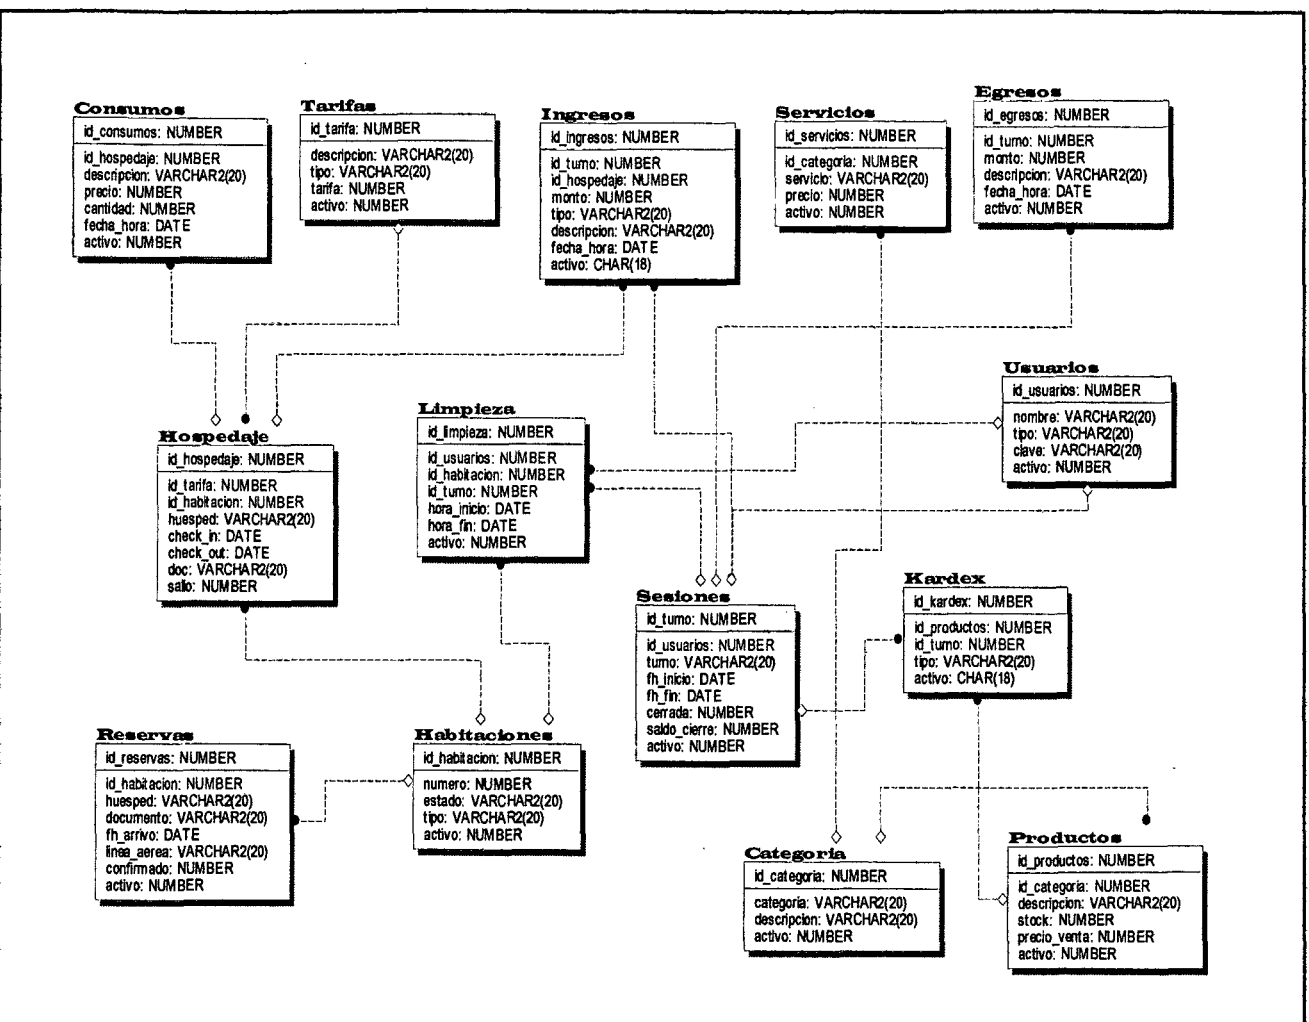 Consumos
id_consumos: NUMBER
id_hospedaje: NUMBER
descripcion: VARCHAR2(20)
precio: NUMBER
cantidad: NUMBER
fecha_hora: DATE
activo: NUMBER
Tarifas
id_tarifa: NUMBER
descripcion: VARCHAR2(20)
tipo: VARCHAR2(20)
tarifa: NUMBER
activo: NUMBER
Ingresos
id_ingresos: NUMBER
id_turno: NUMBER
id_hospedaje: NUMBER
monto: NUMBER
tipo: VARCHAR2(20)
descripcion: VARCHAR2(20)
fecha_hora: DATE
activo: CHAR(18)
Servicios
id_servicios: NUMBER
id_categoria: NUMBER
servicio: VARCHAR2(20)
precio: NUMBER
activo: NUMBER
Egresos
id_egresos: NUMBER
id_turno: NUMBER
monto: NUMBER
descripcion: VARCHAR2(20)
fecha_hora: DATE
activo: NUMBER
Usuarios
id_usuarios: NUMBER
nombre: VARCHAR2(20)
tipo: VARCHAR2(20)
clave: VARCHAR2(20)
activo: NUMBER
Hospedaje
id_hospedaje: NUMBER
id_tarifa: NUMBER
id_habitacion: NUMBER
huesped: VARCHAR2(20)
check_in: DATE
check_out: DATE
doc: VARCHAR2(20)
salio: NUMBER
Limpieza
id_limpieza: NUMBER
id_usuarios: NUMBER
id_habitacion: NUMBER
id_turno: NUMBER
hora_inicio: DATE
hora_fin: DATE
activo: NUMBER
Sesiones
id_turno: NUMBER
id_usuarios: NUMBER
turno: VARCHAR2(20)
fh_inicio: DATE
fh_fin: DATE
cerrada: NUMBER
saldo_cierre: NUMBER
activo: NUMBER
Kardex
id_kardex: NUMBER
id_productos: NUMBER
id_turno: NUMBER
tipo: VARCHAR2(20)
activo: CHAR(18)
Reservas
id_reservas: NUMBER
id_habitacion: NUMBER
huesped: VARCHAR2(20)
documento: VARCHAR2(20)
fh_arrivo: DATE
linea_aerea: VARCHAR2(20)
confirmado: NUMBER
activo: NUMBER
Habitaciones
id_habitacion: NUMBER
numero: NUMBER
estado: VARCHAR2(20)
tipo: VARCHAR2(20)
activo: NUMBER
Categoria
id_categoria: NUMBER
categoria: VARCHAR2(20)
descripcion: VARCHAR2(20)
activo: NUMBER
Productos
id_productos: NUMBER
id_categoria: NUMBER
descripcion: VARCHAR2(20)
stock: NUMBER
precio_venta: NUMBER
activo: NUMBER